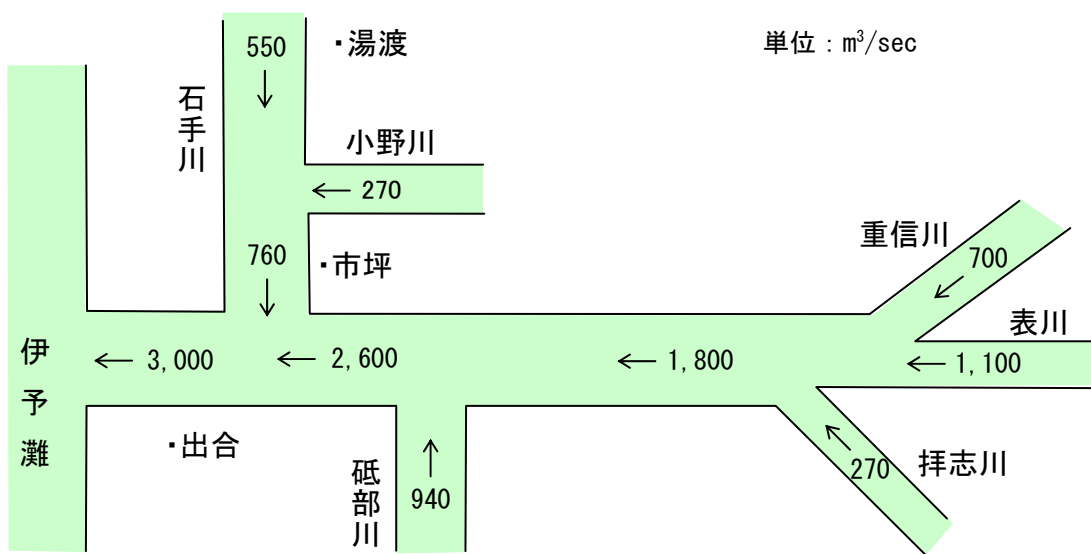 550
・湯渡
単位：m³/sec
石手川
小野川
← 270
760
・市坪
重信川
700
表川
伊予灘
← 3,000
← 2,600
← 1,800
← 1,100
・出合
砥部川
940
270
拝志川